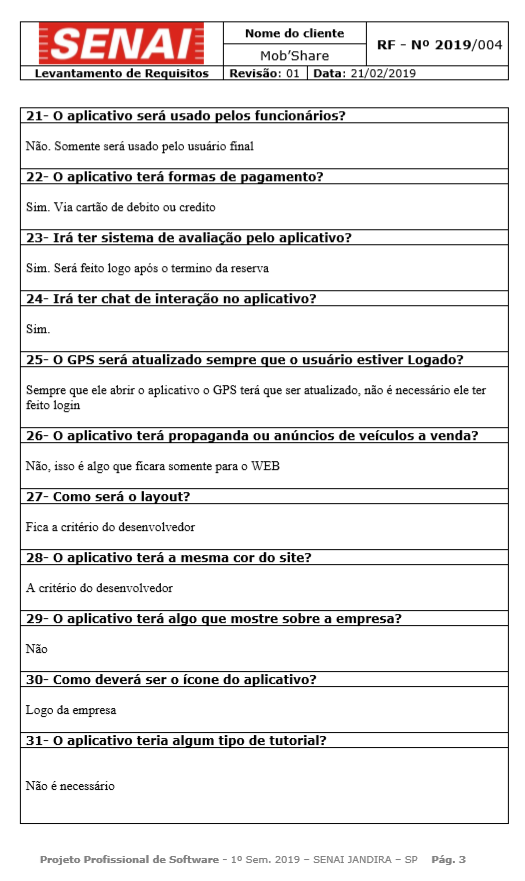 SENAI
Nome do cliente
Mob'Share
RF - Nº 2019/004
Levantamento de Requisitos
Revisão: 01
Data: 21/02/2019
21- O aplicativo será usado pelos funcionários?
Não. Somente será usado pelo usuário final
22- O aplicativo terá formas de pagamento?
Sim. Via cartão de debito ou credito
23- Irá ter sistema de avaliação pelo aplicativo?
Sim. Será feito logo após o termino da reserva
24- Irá ter chat de interação no aplicativo?
Sim.
25- O GPS será atualizado sempre que o usuário estiver Logado?
Sempre que ele abrir o aplicativo o GPS terá que ser atualizado, não é necessário ele ter
feito login
26- O aplicativo terá propaganda ou anúncios de veículos a venda?
Não, isso é algo que ficara somente para o WEB
27- Como será o layout?
Fica a critério do desenvolvedor
28- O aplicativo terá a mesma cor do site?
A critério do desenvolvedor
29- O aplicativo terá algo que mostre sobre a empresa?
Não
30- Como deverá ser o ícone do aplicativo?
Logo da empresa
31- O aplicativo teria algum tipo de tutorial?
Não é necessário
Projeto Profissional de Software - 1º Sem. 2019 – SENAI JANDIRA – SP Pág. 3